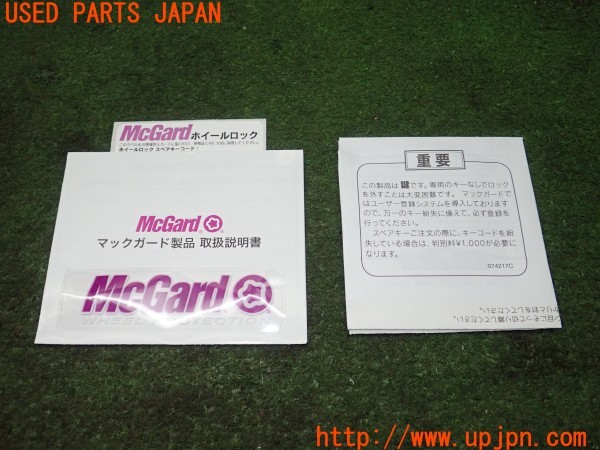 USED PARTS JAPAN
McGard ホイールロック
ホイールロック スペアキーコード:
McGard
マックガード製品 取扱説明書
McGard
WHEEL PROTECTION
重要
この製品は鍵です。専用のキーなしでロック
を外すことは大変困難です。 マックガードで
はユーザー登録システムを導入しております
ので、万一のキー紛失に備えて、必ず登録を
行ってください。
スペアキーご注文の際に、キーコードを紛
失している場合は、判別料¥1,000が必要に
なります。
074217C
http://www.upjpn.com/